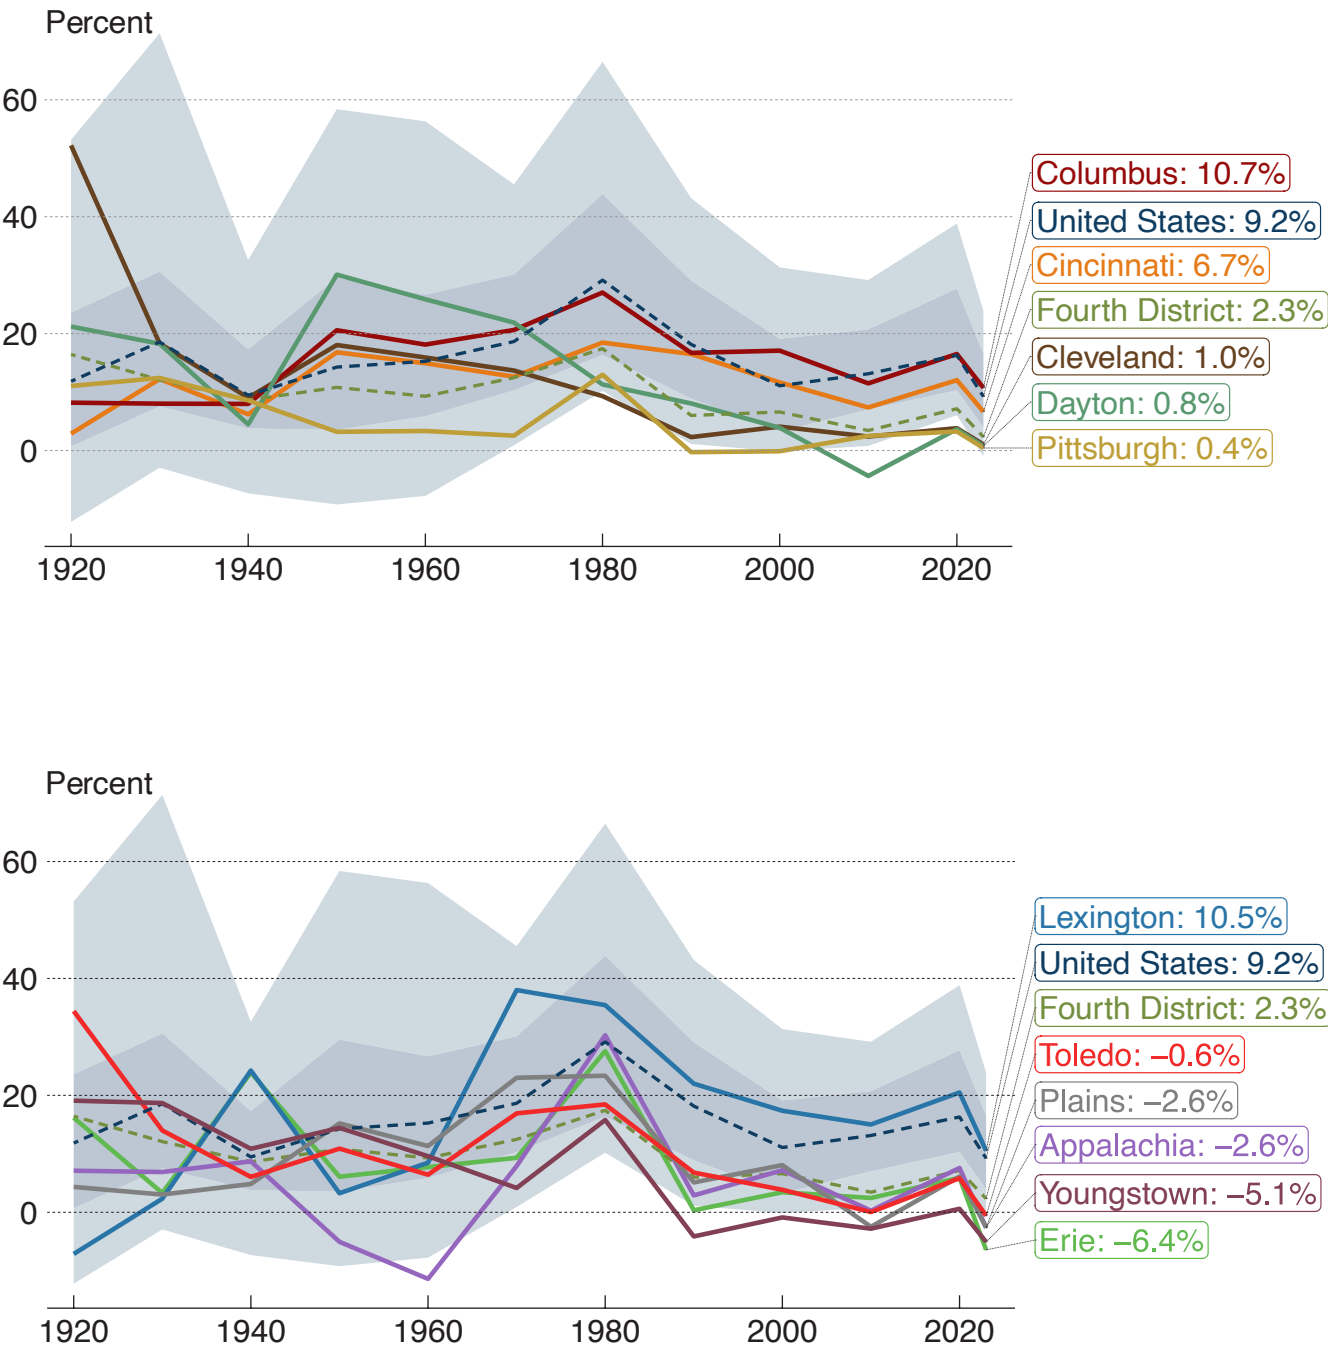 Percent
60
40
20
0
1920 1940 1960 1980 2000 2020
Columbus: 10.7%
United States: 9.2%
Cincinnati: 6.7%
Fourth District: 2.3%
Cleveland: 1.0%
Dayton: 0.8%
Pittsburgh: 0.4%
Percent
60
40
20
0
1920 1940 1960 1980 2000 2020
Lexington: 10.5%
United States: 9.2%
Fourth District: 2.3%
Toledo: −0.6%
Plains: −2.6%
Appalachia: −2.6%
Youngstown: −5.1%
Erie: −6.4%